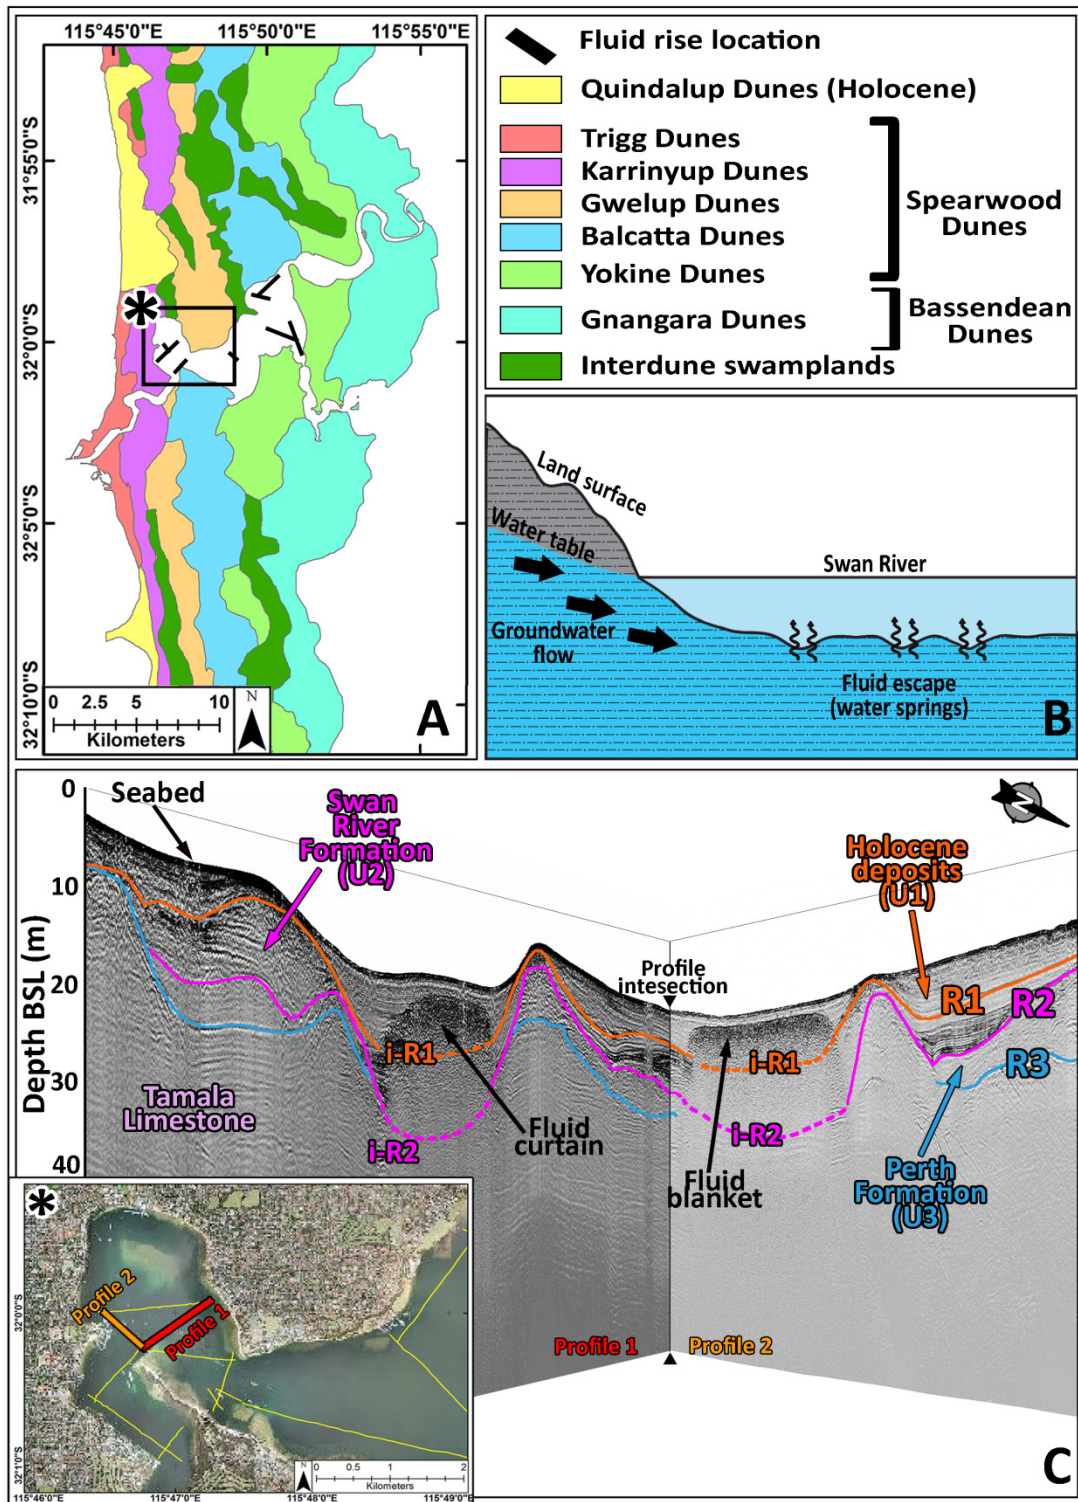 115°45'0"E
115°50'0"E
115°55'0"E
31°55'0"S
32°0'0"S
32°5'0"S
32°10'0"S
0
2.5
5
10
Kilometers
N
A
Fluid rise location
Quindalup Dunes (Holocene)
Trigg Dunes
Karrinyup Dunes
Gwelup Dunes
Balcatta Dunes
Yokine Dunes
Spearwood
Dunes
Gnangara Dunes
Bassendean
Dunes
Interdune swamplands
Land surface
Water table
Swan River
Groundwater
flow
Fluid escape
(water springs)
B
Depth BSL (m)
0
10
20
30
40
Seabed
Swan
River
Formation
(U2)
N
Holocene
deposits
(U1)
Profile
intesection
R1
R2
R3
i-R1
i-R1
i-R2
i-R2
Tamala
Limestone
Fluid
curtain
Fluid
blanket
Perth
Formation
(U3)
Profile 1
Profile 2
C
*
Profile 2
Profile 1
32°0'0"S
32°1'0"S
N
0
0.5
1
2
Kilometers
115°46'0"E
115°47'0"E
115°48'0"E
115°49'0"E